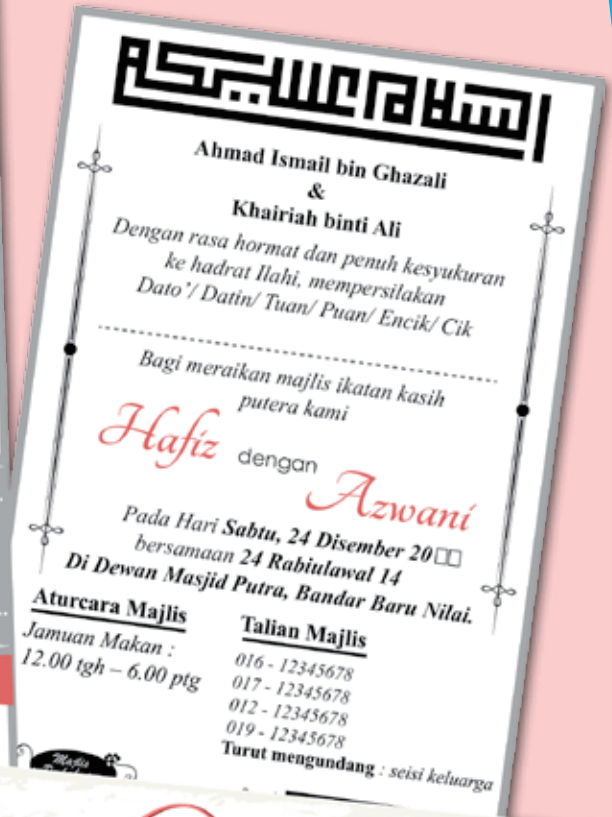 السلام عليكم
Ahmad Ismail bin Ghazali
&
Khairiah binti Ali
Dengan rasa hormat dan penuh kesyukuran
ke hadrat Ilahi, mempersilakan
Dato'/ Datin/ Tuan/ Puan/ Encik/ Cik
Bagi meraikan majlis ikatan kasih
putera kami
Hafiz dengan Azwani
Pada Hari Sabtu, 24 Disember 20□□
bersamaan 24 Rabiulawal 14
Di Dewan Masjid Putra, Bandar Baru Nilai.
Aturcara Majlis
Jamuan Makan :
12.00 tgh – 6.00 ptg
Talian Majlis
016 - 12345678
017 - 12345678
012 - 12345678
019 - 12345678
Turut mengundang : seisi keluarga
Majlis